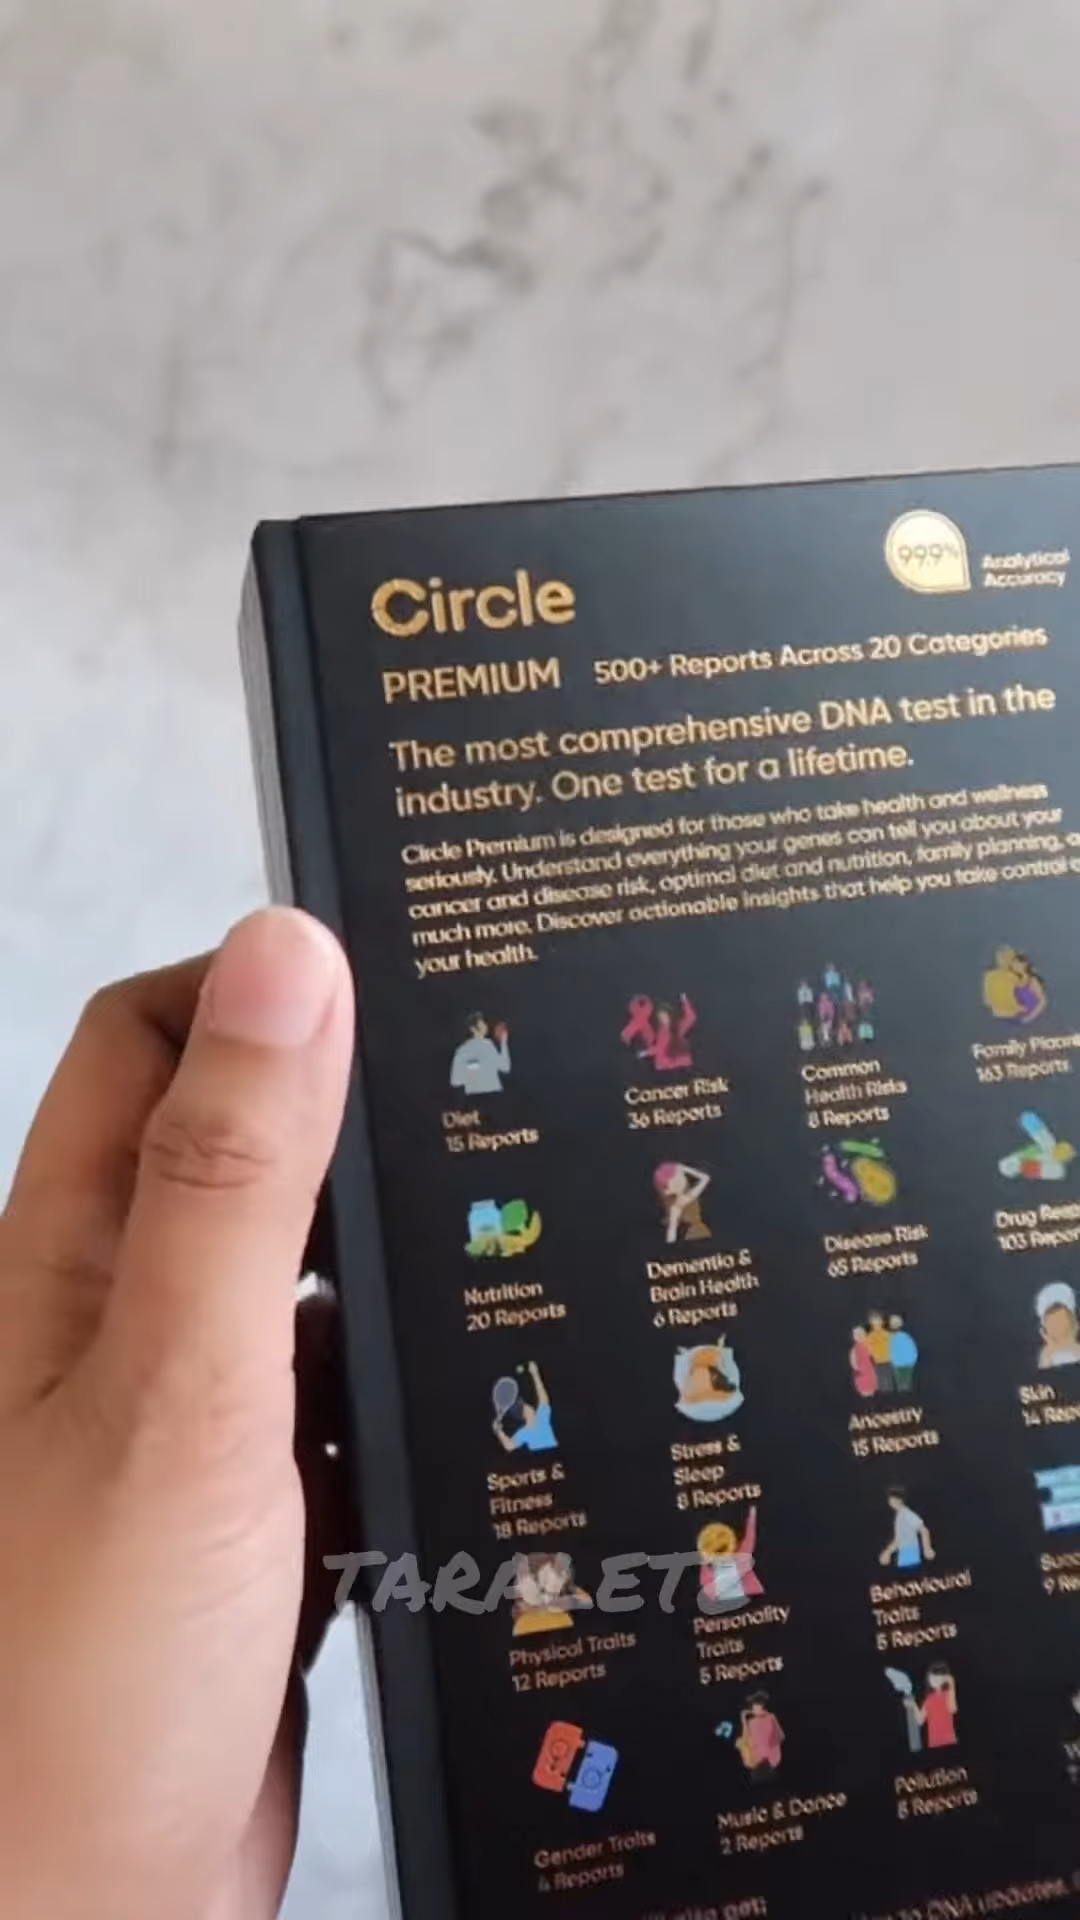 Circle
99.9%
Analytical
Accuracy
PREMIUM 500+ Reports Across 20 Categories
The most comprehensive DNA test in the
industry. One test for a lifetime.
Circle Premium is designed for those who take health and wellness
seriously. Understand everything your genes can tell you about your
cancer and disease risk, optimal diet and nutrition, family planning,
much more. Discover actionable insights that help you take control
your health.
Diet
15 Reports
Cancer Risk
36 Reports
Common
Health Risks
8 Reports
Family
163 Reports
Nutrition
20 Reports
Dementia &
Brain Health
6 Reports
Disease Risk
65 Reports
Drug
103
Sports &
Fitness
18 Reports
Stress &
Sleep
8 Reports
Ancestry
15 Reports
Skin
14
Physical Traits
12 Reports
Personality
Traits
5 Reports
Behavioural
Traits
5 Reports
9
Gender Traits
4 Reports
Music & Dance
2 Reports
Pollution
8 Reports
also get:
DNA updates.
TARALETZ